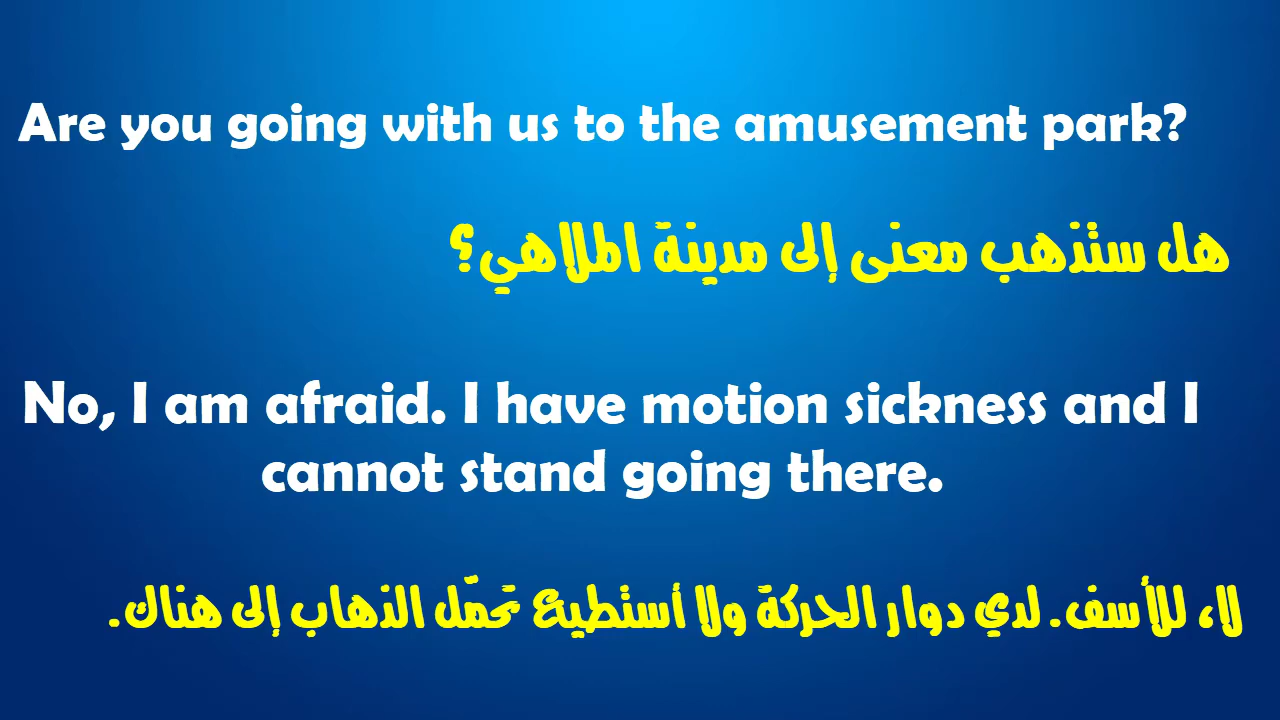 Are you going with us to the amusement park?
هل ستذهب معنى إلى مدينة الملاهي؟
No, I am afraid. I have motion sickness and I
cannot stand going there.
لا، للأسف. لدي دوار الحركة ولا أستطيع تحمّل الذهاب إلى هناك.